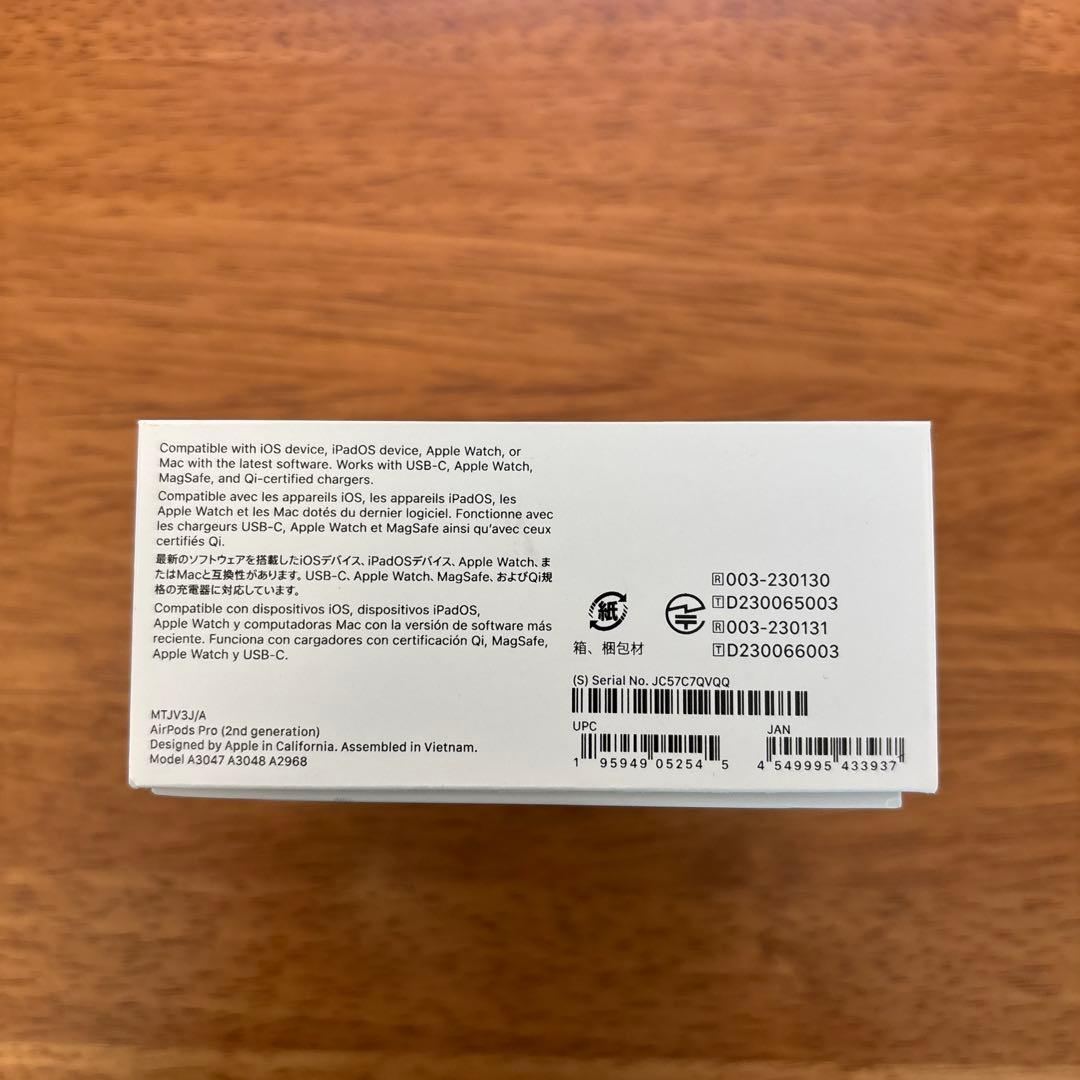 Compatible with iOS device, iPadOS device, Apple Watch, or
Mac with the latest software. Works with USB-C, Apple Watch,
MagSafe, and Qi-certified chargers.
Compatible avec les appareils iOS, les appareils iPadOS, les
Apple Watch et les Mac dotés du dernier logiciel. Fonctionne avec
les chargeurs USB-C, Apple Watch et MagSafe ainsi qu'avec ceux
certifiés Qi.
最新のソフトウェアを搭載したiOSデバイス、iPadOSデバイス、Apple Watch、ま
たはMacと互換性があります。USB-C、Apple Watch、MagSafe、およびQi規
格の充電器に対応しています。
Compatible con dispositivos iOS, dispositivos iPadOS,
Apple Watch y computadoras Mac con la versión de software más
reciente. Funciona con cargadores con certificación Qi, MagSafe,
Apple Watch y USB-C.
MTJV3J/A
AirPods Pro (2nd generation)
Designed by Apple in California. Assembled in Vietnam.
Model A3047 A3048 A2968
紙
箱、梱包材
R 003-230130
T D230065003
R 003-230131
T D230066003
(S) Serial No. JC57C7QVQQ
UPC
1 95949 05254 5
JAN
4 549995 433937